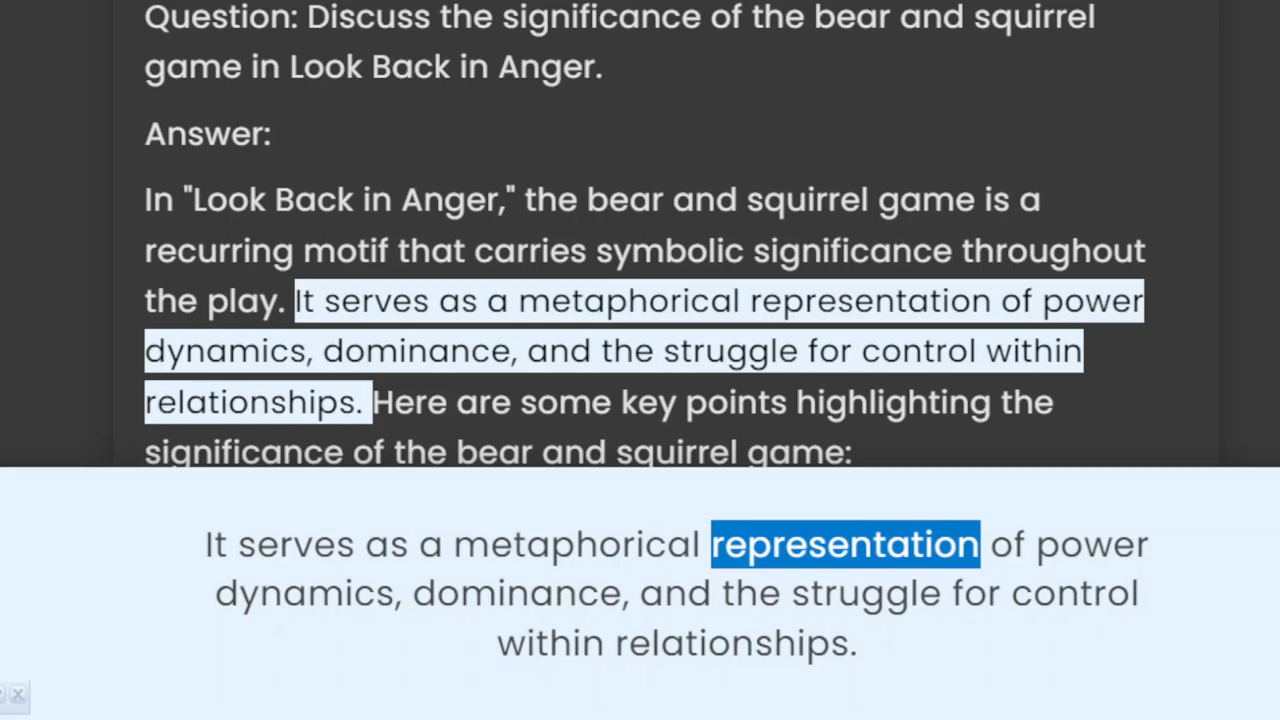 Question: Discuss the significance of the bear and squirrel
game in Look Back in Anger.
Answer:
In "Look Back in Anger," the bear and squirrel game is a
recurring motif that carries symbolic significance throughout
the play. It serves as a metaphorical representation of power
dynamics, dominance, and the struggle for control within
relationships. Here are some key points highlighting the
significance of the bear and squirrel game:
It serves as a metaphorical representation of power
dynamics, dominance, and the struggle for control
within relationships.